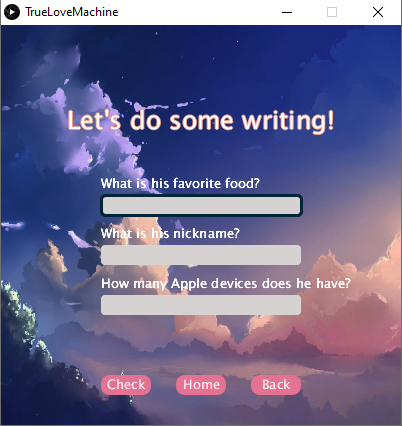 TrueLoveMachine
Let's do some writing!
What is his favorite food?
What is his nickname?
How many Apple devices does he have?
Check Home Back